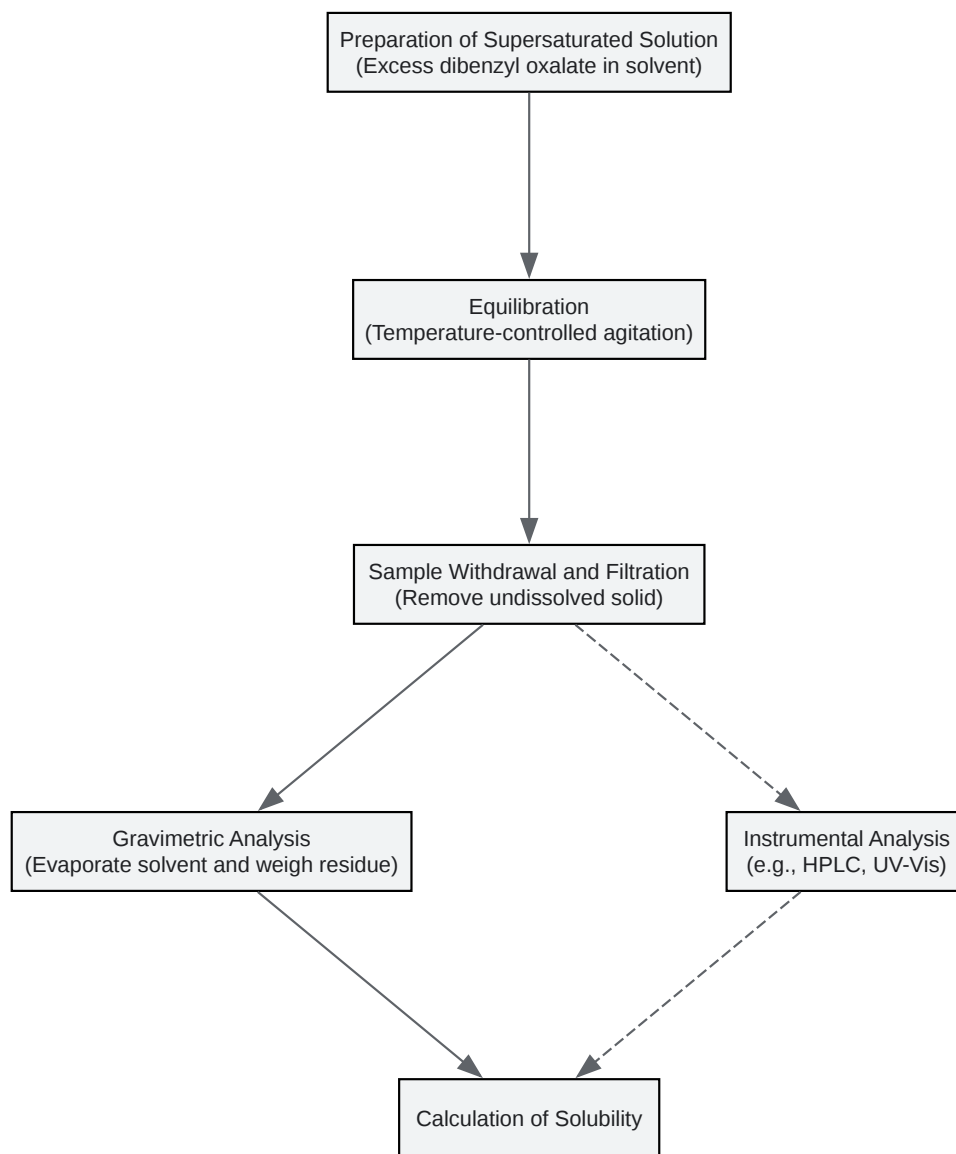 Preparation of Supersaturated Solution
(Excess dibenzyl oxalate in solvent)
Equilibration
(Temperature-controlled agitation)
Sample Withdrawal and Filtration
(Remove undissolved solid)
Gravimetric Analysis
(Evaporate solvent and weigh residue)
Instrumental Analysis
(e.g., HPLC, UV-Vis)
Calculation of Solubility